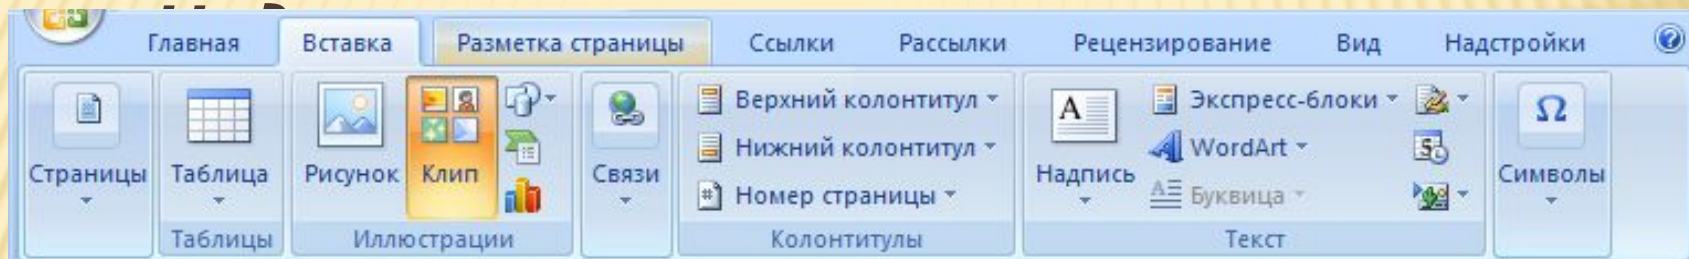 Главная Вставка Разметка страницы Ссылки Рассылки Рецензирование Вид Надстройки
Страницы Таблица Рисунок Клип Связи Верхний колонтитул Нижний колонтитул Номер страницы Надпись Экспресс-блоки WordArt Буквица Символы
Таблицы Иллюстрации Колонтитулы Текст